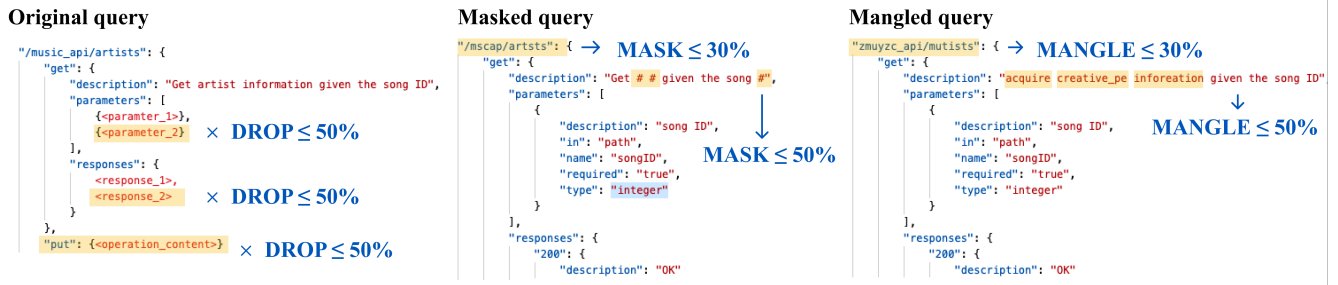 Original query
"/music_api/artists": {
"get": {
"description": "Get artist information given the song ID",
"parameters": [
{<paramter_1>},
{<parameter_2} × DROP ≤ 50%
],
"responses": {
<response_1>,
<response_2> × DROP ≤ 50%
}
},
"put": {<operation_content>} × DROP ≤ 50%
Masked query
"/mscap/artsts": { → MASK ≤ 30%
"get": {
"description": "Get # # given the song #",
"parameters": [
{
"description": "song ID",
"in": "path",
"name": "songID",
"required": "true",
"type": "integer"
}
],
"responses": {
"200": {
"description": "OK"
MASK ≤ 50%
Mangled query
"zmuyzc_api/mutists": { → MANGLE ≤ 30%
"get": {
"description": "acquire creative_pe inforeation given the song ID"
"parameters": [
{
"description": "song ID",
"in": "path",
"name": "songID",
"required": "true",
"type": "integer"
}
],
"responses": {
"200": {
"description": "OK"
MANGLE ≤ 50%